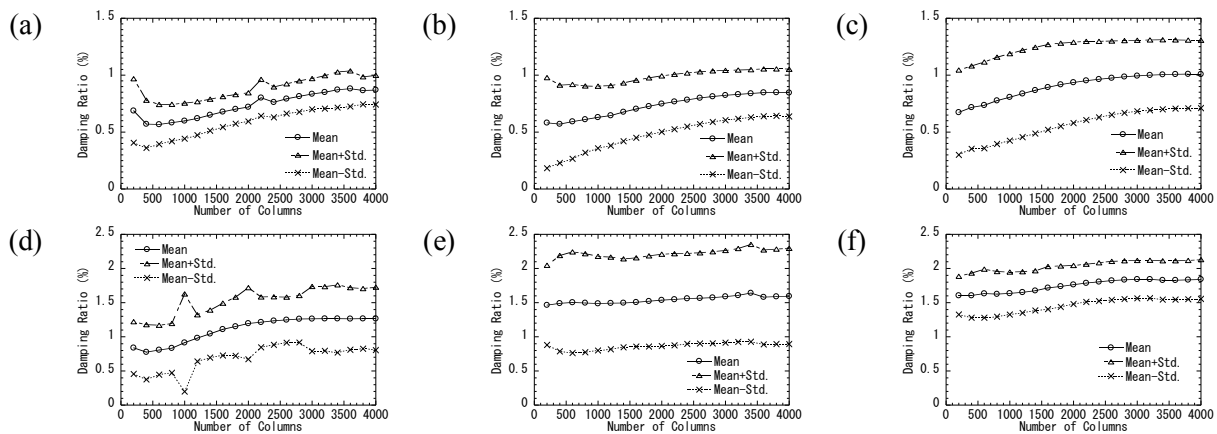 (a)
1.5
1
0.5
0
Damping Ratio (%)
Mean
Mean+Std.
Mean−Std.
0 500 1000 1500 2000 2500 3000 3500 4000
Number of Columns
(b)
1.5
1
0.5
0
Damping Ratio (%)
Mean
Mean+Std.
Mean−Std.
0 500 1000 1500 2000 2500 3000 3500 4000
Number of Columns
(c)
1.5
1
0.5
0
Damping Ratio (%)
Mean
Mean+Std.
Mean−Std.
0 500 1000 1500 2000 2500 3000 3500 4000
Number of Columns
(d)
2.5
2
1.5
1
0.5
0
Damping Ratio (%)
Mean
Mean+Std.
Mean−Std.
0 500 1000 1500 2000 2500 3000 3500 4000
Number of Columns
(e)
2.5
2
1.5
1
0.5
0
Damping Ratio (%)
Mean
Mean+Std.
Mean−Std.
0 500 1000 1500 2000 2500 3000 3500 4000
Number of Columns
(f)
2.5
2
1.5
1
0.5
0
Damping Ratio (%)
Mean
Mean+Std.
Mean−Std.
0 500 1000 1500 2000 2500 3000 3500 4000
Number of Columns